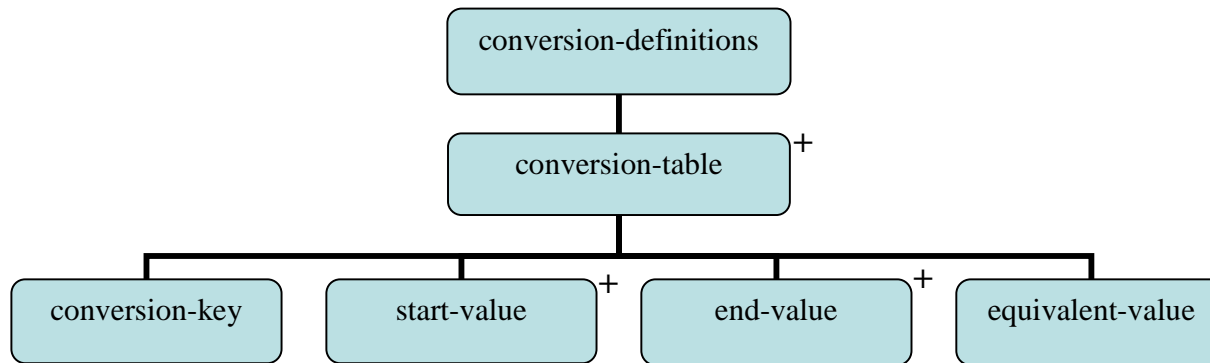 conversion-definitions
conversion-table
+
conversion-key
start-value
+
end-value
+
equivalent-value